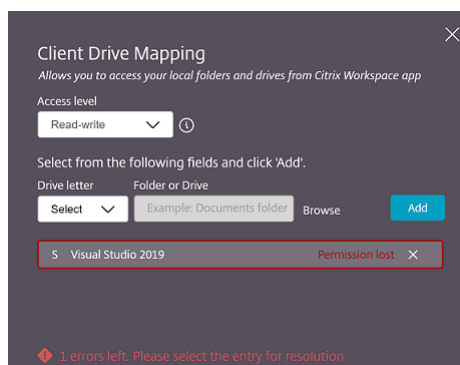 Client Drive Mapping
Allows you to access your local folders and drives from Citrix Workspace app
Access level
Read-write
Select from the following fields and click 'Add'.
Drive letter Folder or Drive
Select Example: Documents folder Browse Add
S Visual Studio 2019 Permission lost
1 errors left. Please select the entry for resolution